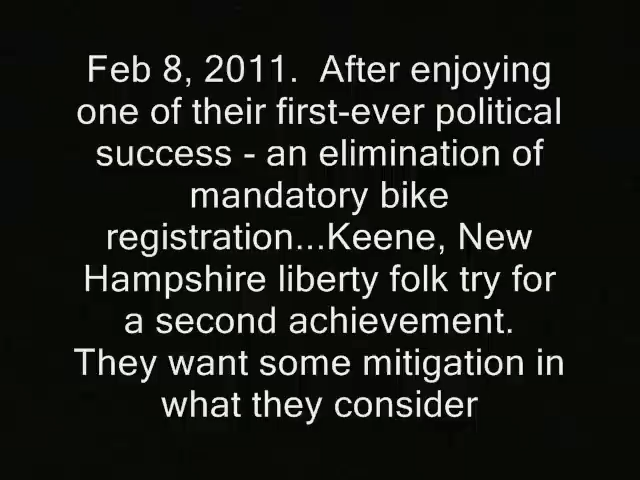 Feb 8, 2011.  After enjoying
one of their first-ever political
success - an elimination of
mandatory bike
registration...Keene, New
Hampshire liberty folk try for
a second achievement.
They want some mitigation in
what they consider